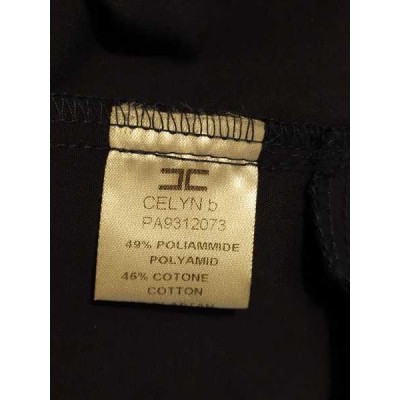 CELYN b
PA9312073
49% POLIAMMIDE
POLYAMID
46% COTONE
COTTON